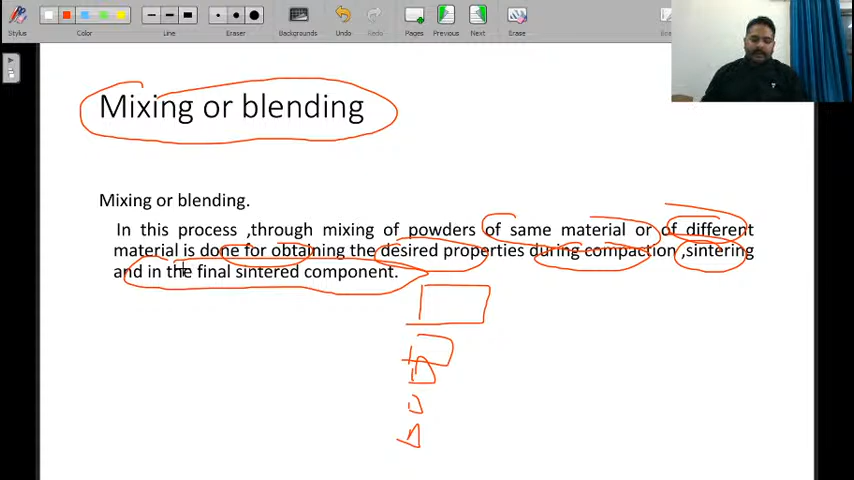 Stylus
Color
Line
Eraser
Backgrounds
Undo
Redo
Pages
Previous
Next
Erase
Mixing or blending
Mixing or blending.
In this process ,through mixing of powders of same material or of different
material is done for obtaining the desired properties during compaction ,sintering
and in the final sintered component.